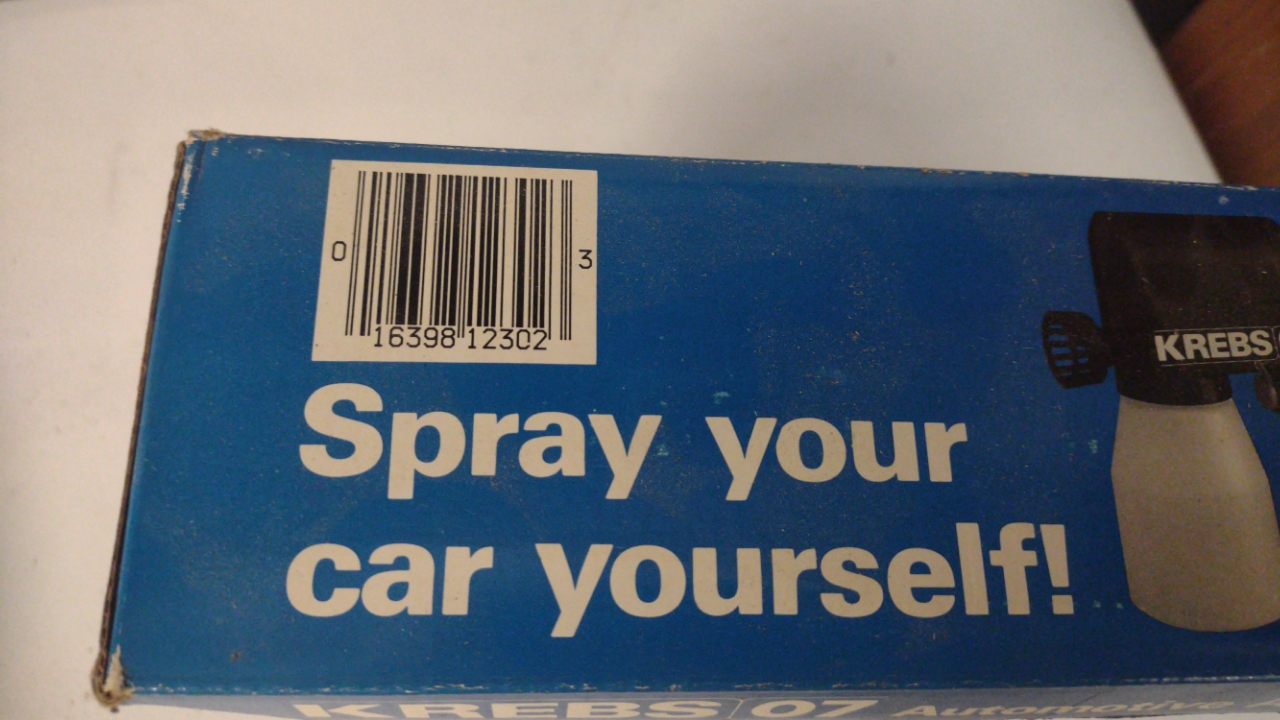 0 16398 12302 3
Spray your
car yourself!
KREBS
KREBS 07 Automotive